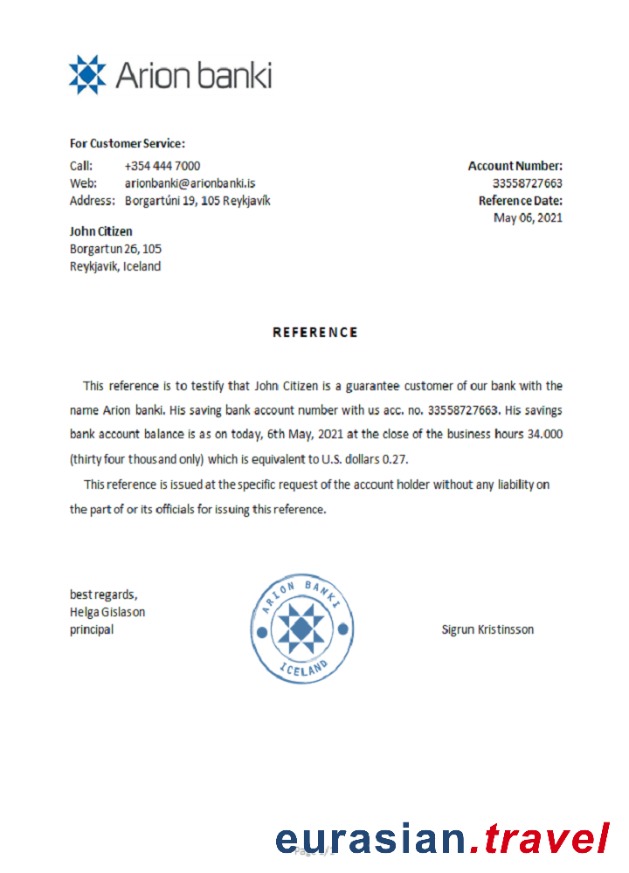 Arion banki
For Customer Service:
Call: +354 444 7000
Web: arionbanki@arionbanki.is
Address: Borgartúni 19, 105 Reykjavík
Account Number:
33558727663
Reference Date:
May 06, 2021
John Citizen
Borgartun 26, 105
Reykjavik, Iceland
REFERENCE
This reference is to testify that John Citizen is a guarantee customer of our bank with the
name Arion banki. His saving bank account number with us acc. no. 33558727663. His savings
bank account balance is as on today, 6th May, 2021 at the close of the business hours 34.000
(thirty four thousand only) which is equivalent to U.S. dollars 0.27.
This reference is issued at the specific request of the account holder without any liability on
the part of or its officials for issuing this reference.
best regards,
Helga Gislason
principal
ARION BANKI
ICELAND
Sigrun Kristinsson
eurasian.travel
Page